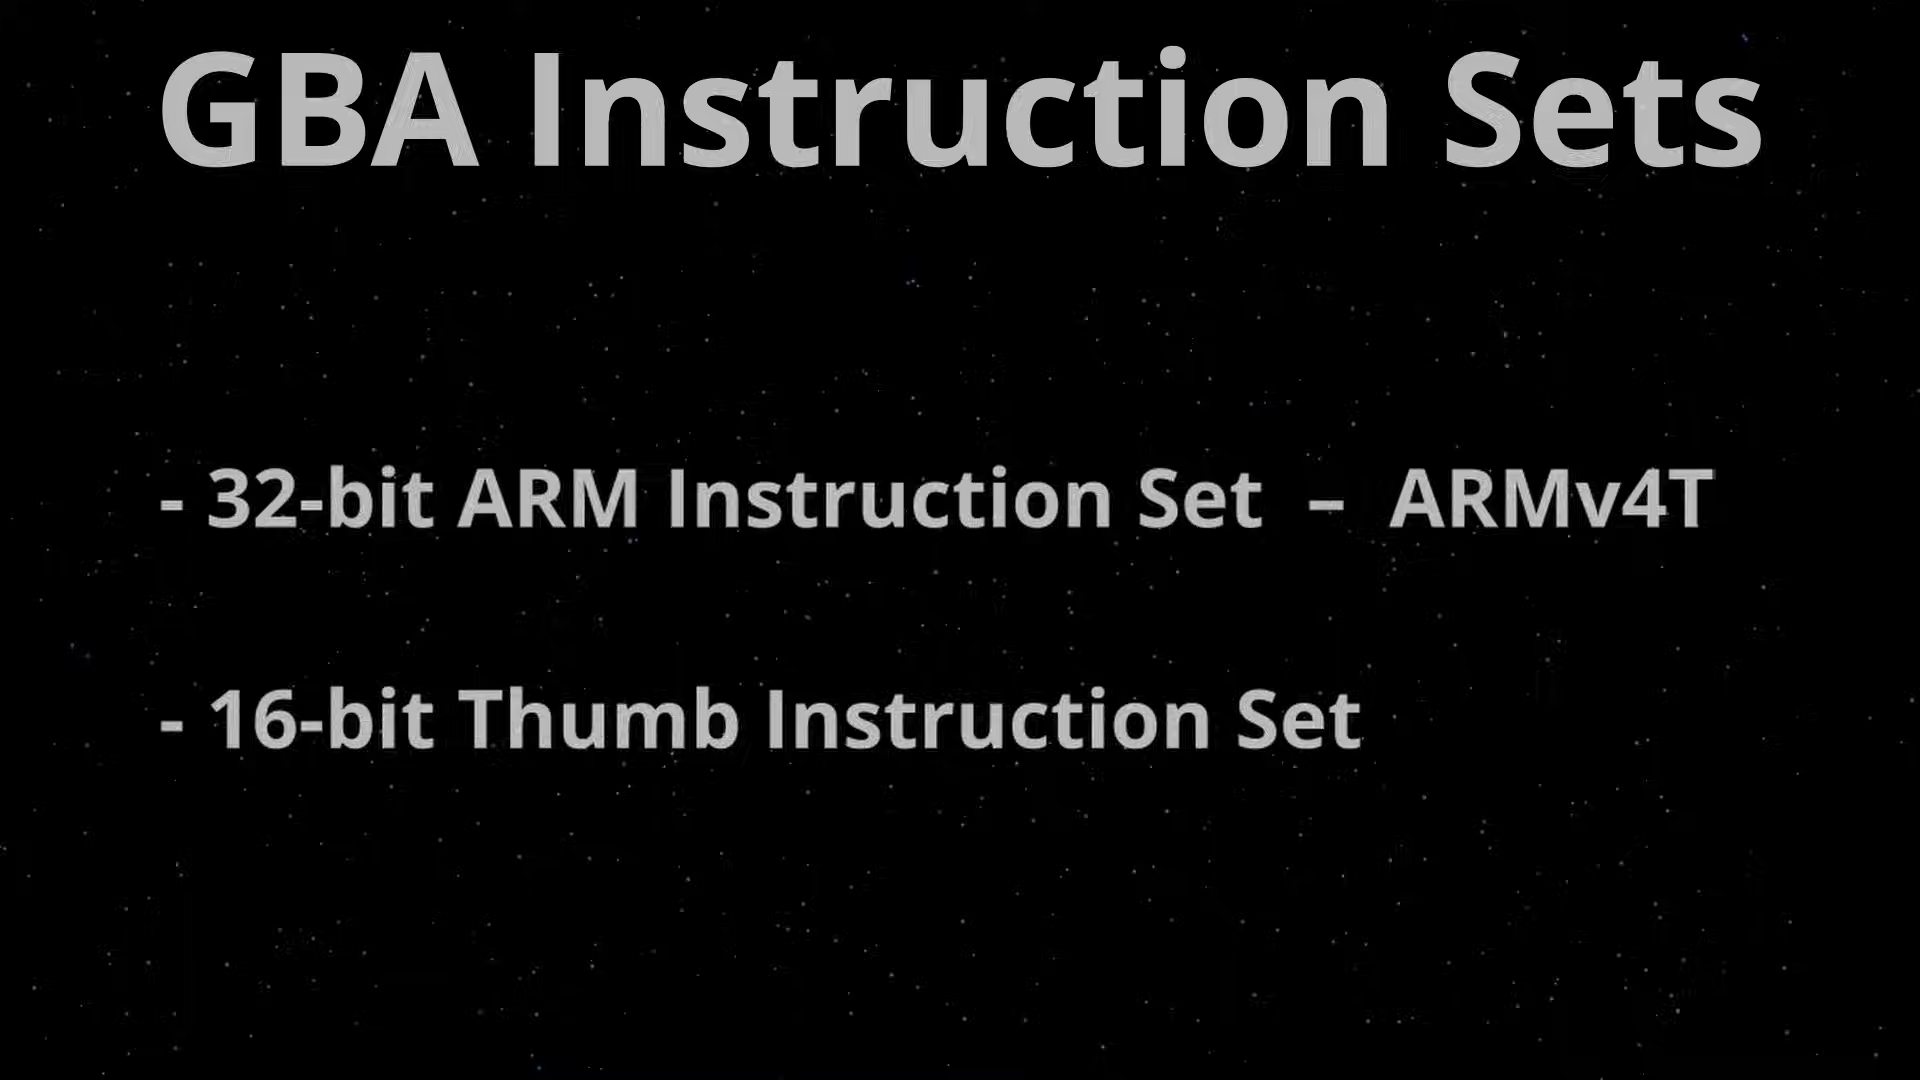 GBA Instruction Sets
- 32-bit ARM Instruction Set – ARMv4T
- 16-bit Thumb Instruction Set